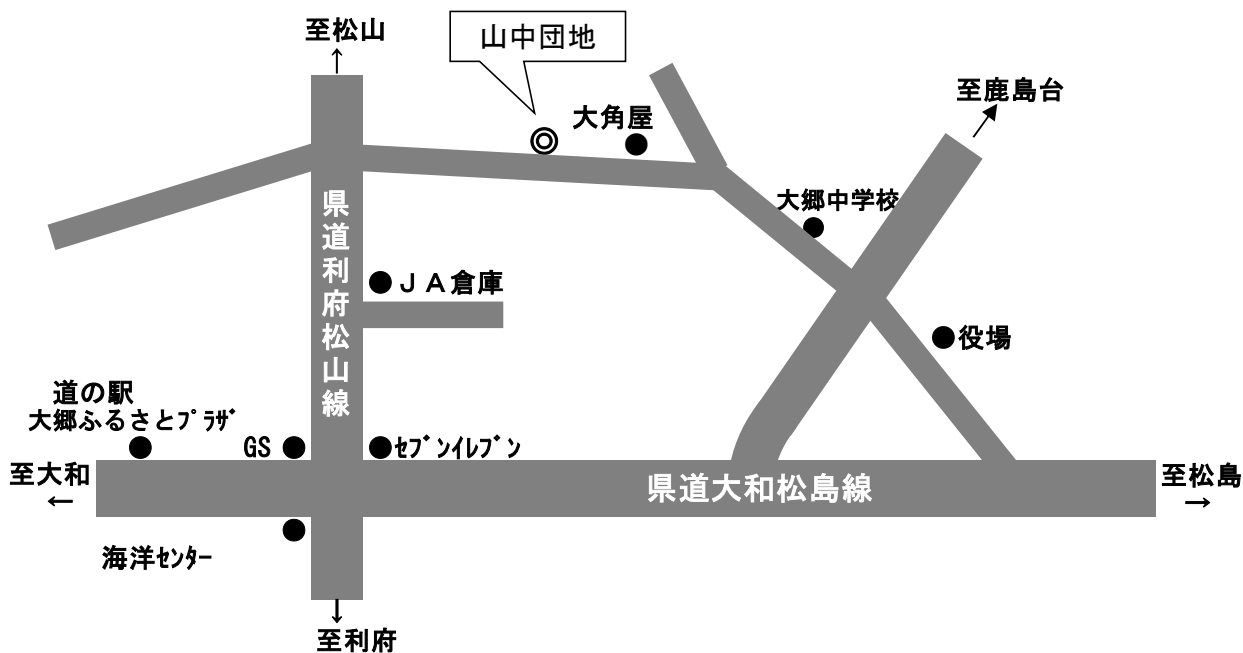 至松山
山中団地
大角屋
至鹿島台
大郷中学校
県道利府松山線
ＪＡ倉庫
役場
道の駅
大郷ふるさとﾌﾟﾗｻﾞ
GS
ｾﾌﾞﾝｲﾚﾌﾞﾝ
至大和
←
県道大和松島線
至松島
→
海洋ｾﾝﾀｰ
至利府